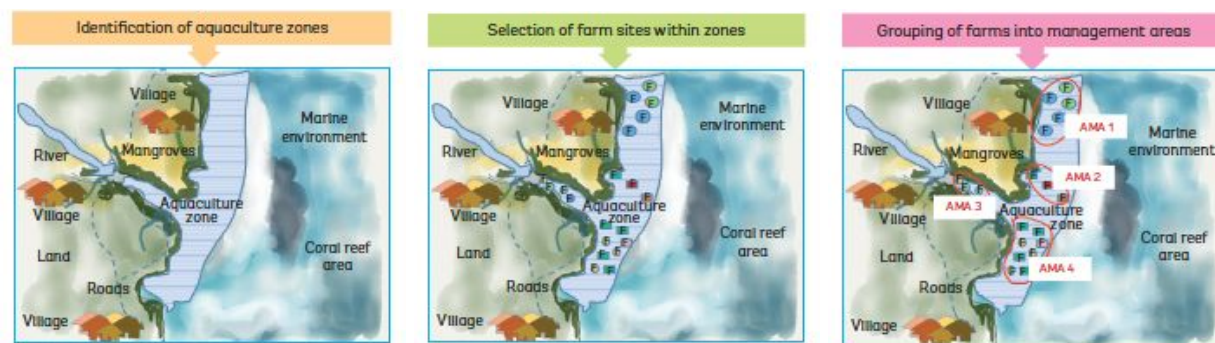 Identification of aquaculture zones
Village
Marine
environment
River
Mangroves
Village
Aquaculture
zone
Land
Coral reef
area
Roads
Village
Selection of farm sites within zones
F
F
F
F
F
F
Village
Marine
environment
River
Mangroves
F
F
F
F
F
F
F
Village
Aquaculture
zone
F
F
F
F
F
F
F
F
F
Land
Coral reef
area
Roads
Village
Grouping of farms into management areas
F
F
F
F
F
F
Village
AMA 1
Marine
environment
River
Mangroves
F
F
F
AMA 2
F
F
F
AMA 3
Village
Aquaculture
zone
F
F
F
F
F
F
F
F
F
Land
Coral reef
area
AMA 4
Roads
Village